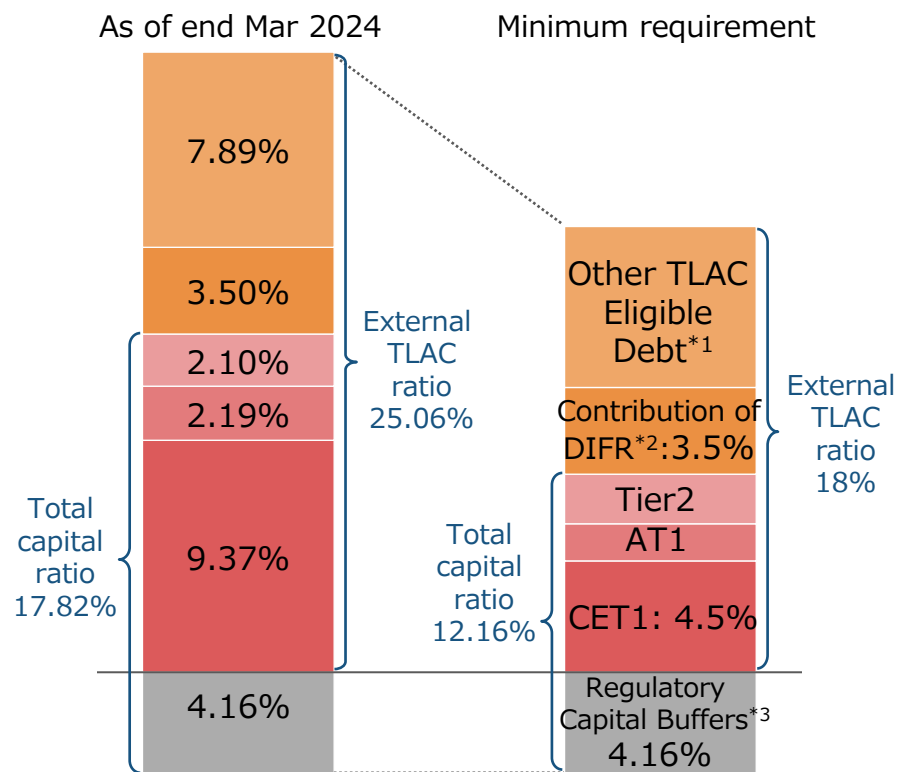 As of end Mar 2024
Minimum requirement
7.89%
3.50%
2.10%
2.19%
9.37%
4.16%
External
TLAC
ratio
25.06%
Total
capital
ratio
17.82%
Other TLAC
Eligible
Debt*1
Contribution of
DIFR*2:3.5%
Tier2
AT1
CET1: 4.5%
Regulatory
Capital Buffers*3
4.16%
External
TLAC
ratio
18%
Total
capital
ratio
12.16%